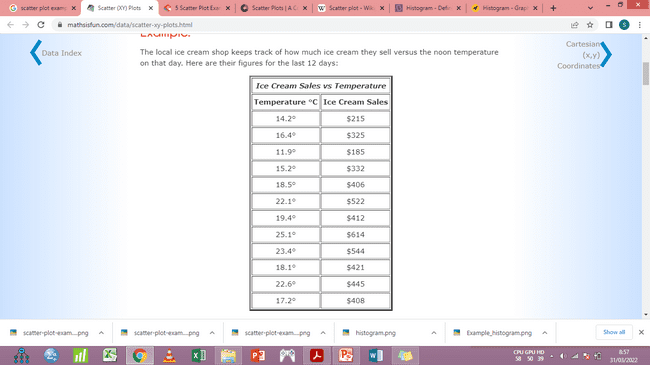 scatter plot examp
Scatter (XY) Plots
5 Scatter Plot Exam
Scatter Plots | A C
Scatter plot - Wik
Histogram - Defin
Histogram - Grap
mathsisfun.com/data/scatter-xy-plots.html
S
Data Index
Example:
Cartesian
(x,y)
Coordinates
The local ice cream shop keeps track of how much ice cream they sell versus the noon temperature
on that day. Here are their figures for the last 12 days:
Ice Cream Sales vs Temperature
Temperature °C Ice Cream Sales
14.2° $215
16.4° $325
11.9° $185
15.2° $332
18.5° $406
22.1° $522
19.4° $412
25.1° $614
23.4° $544
18.1° $421
22.6° $445
17.2° $408
scatter-plot-exam....png
scatter-plot-exam....png
scatter-plot-exam....png
histogram.png
Example_histogram.png
Show all
CPU GPU HD
58 50 39
8:57
31/03/2022